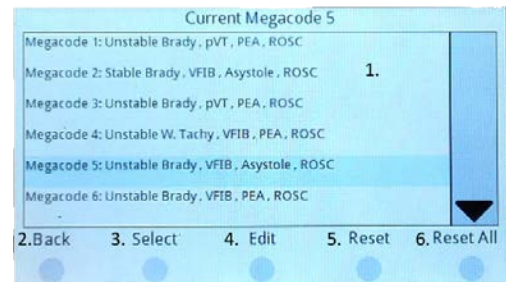 Current Megacode 5
Megacode 1: Unstable Brady, pVT, PEA, ROSC
Megacode 2: Stable Brady, VFIB, Asystole, ROSC 1.
Megacode 3: Unstable Brady, pVT, PEA, ROSC
Megacode 4: Unstable W. Tachy, VFIB, PEA, ROSC
Megacode 5: Unstable Brady, VFIB, Asystole, ROSC
Megacode 6: Unstable Brady, VFIB, PEA, ROSC
2.Back 3. Select 4. Edit 5. Reset 6. Reset All